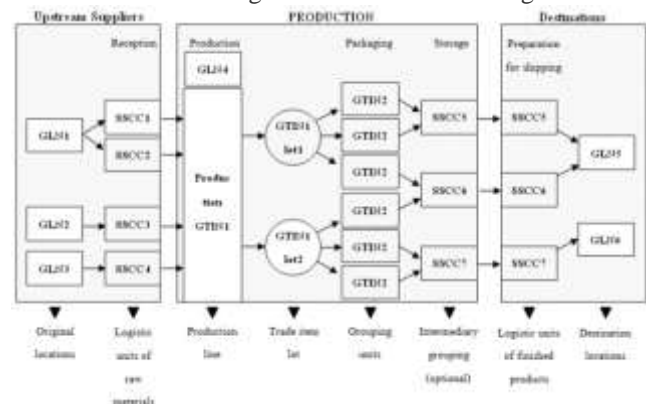 Upstream Suppliers
PRODUCTION
Destinations
Reception
Production
Packaging
Storage
Preparation
for shipping
GLN4
GLN1
GLN2
GLN3
SSCC1
SSCC2
SSCC3
SSCC4
Produc
tion
GTIN1
GTIN1
lot1
GTIN1
lot2
GTIN2
GTIN2
GTIN2
GTIN2
GTIN2
GTIN2
SSCC5
SSCC6
SSCC7
SSCC5
SSCC6
SSCC7
GLN5
GLN6
Original
locations
Logistic
units of
raw
materials
Production
line
Trade item
lot
Grouping
units
Intermediary
grouping
(optional)
Logistic units
of finished
products
Destination
locations